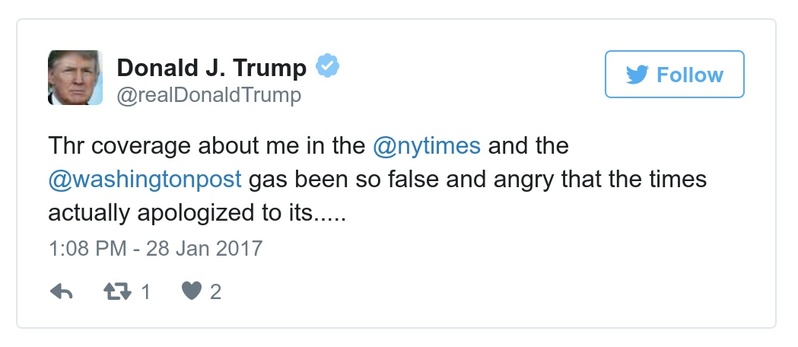 Donald J. Trump
@realDonaldTrump
Follow
Thr coverage about me in the @nytimes and the
@washingtonpost gas been so false and angry that the times
actually apologized to its.....
1:08 PM - 28 Jan 2017
1 2